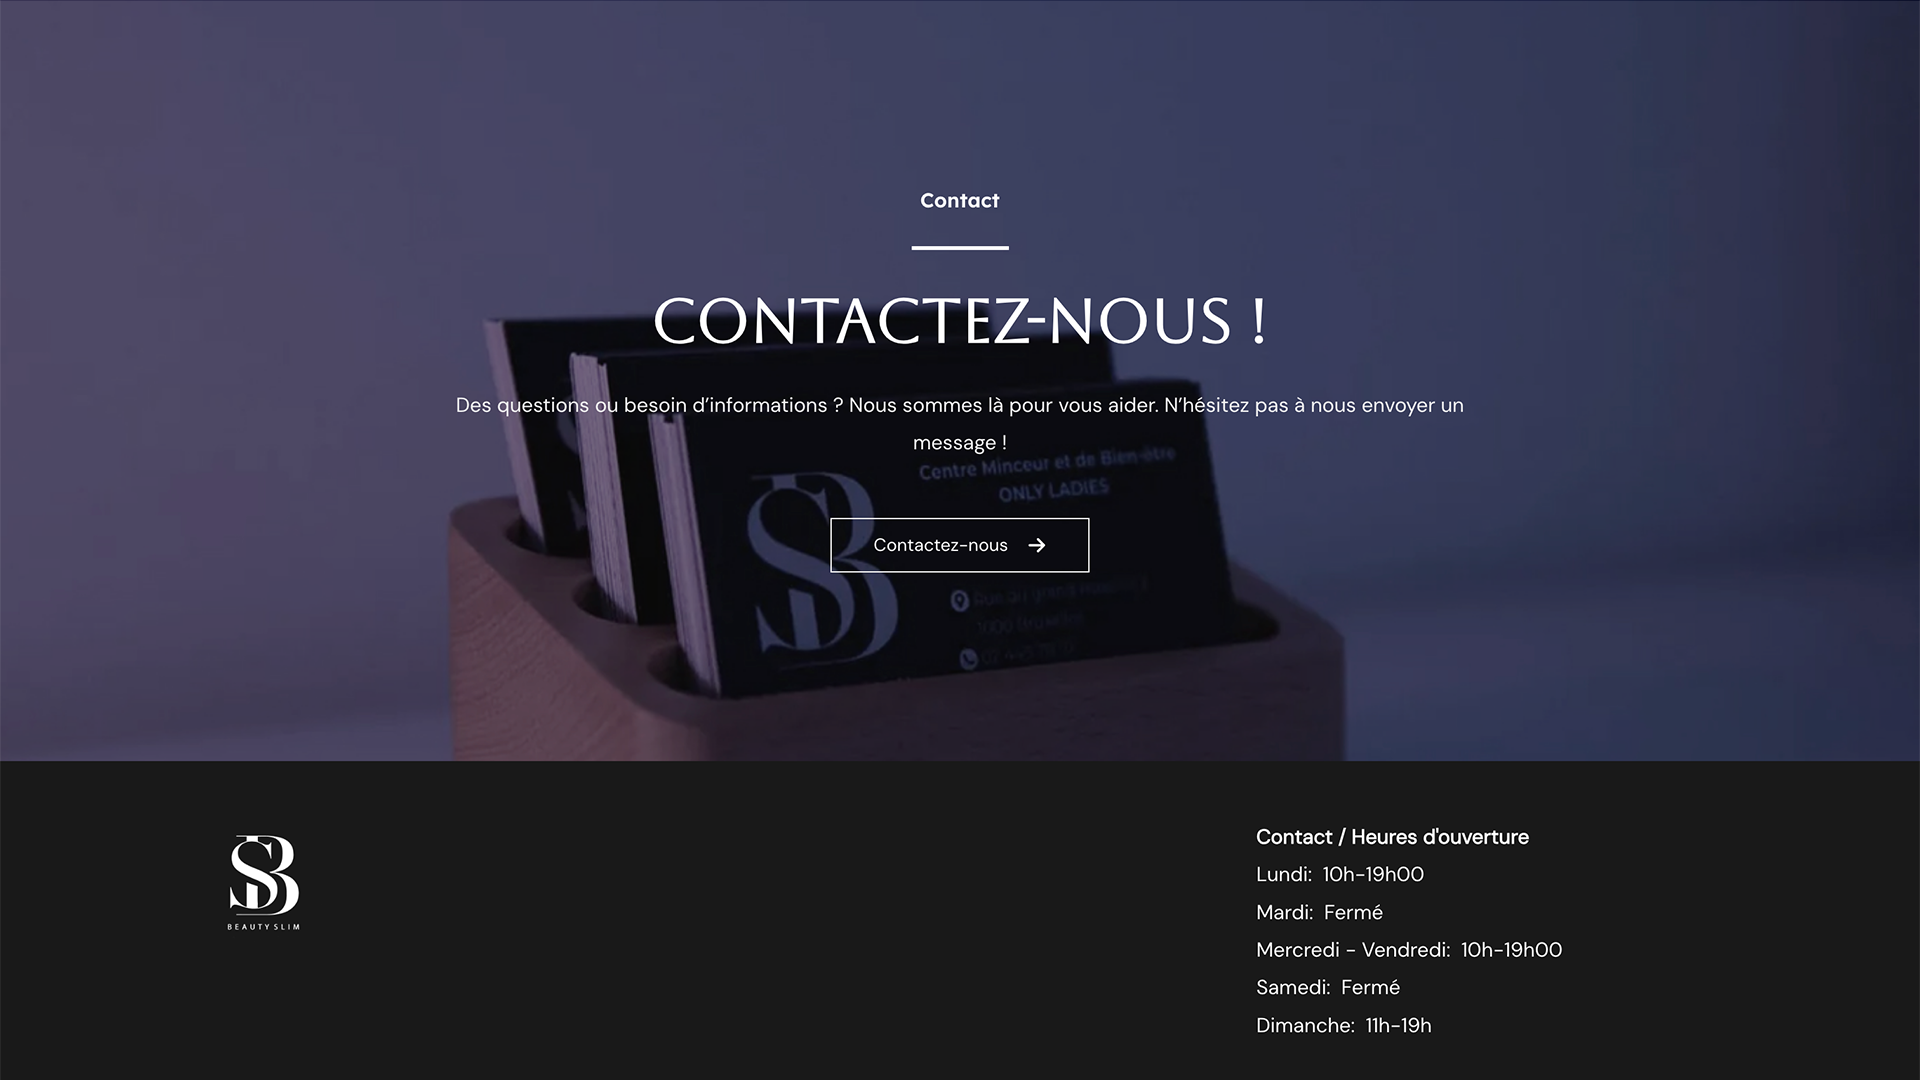 Contact
CONTACTEZ-NOUS !
Des questions ou besoin d’informations ? Nous sommes là pour vous aider. N’hésitez pas à nous envoyer un
message !
Centre Minceur et de Bien-être
ONLY LADIES
SB
Contactez-nous
1000
SB
BEAUTY SLIM
Contact / Heures d'ouverture
Lundi: 10h-19h00
Mardi: Fermé
Mercredi - Vendredi: 10h-19h00
Samedi: Fermé
Dimanche: 11h-19h